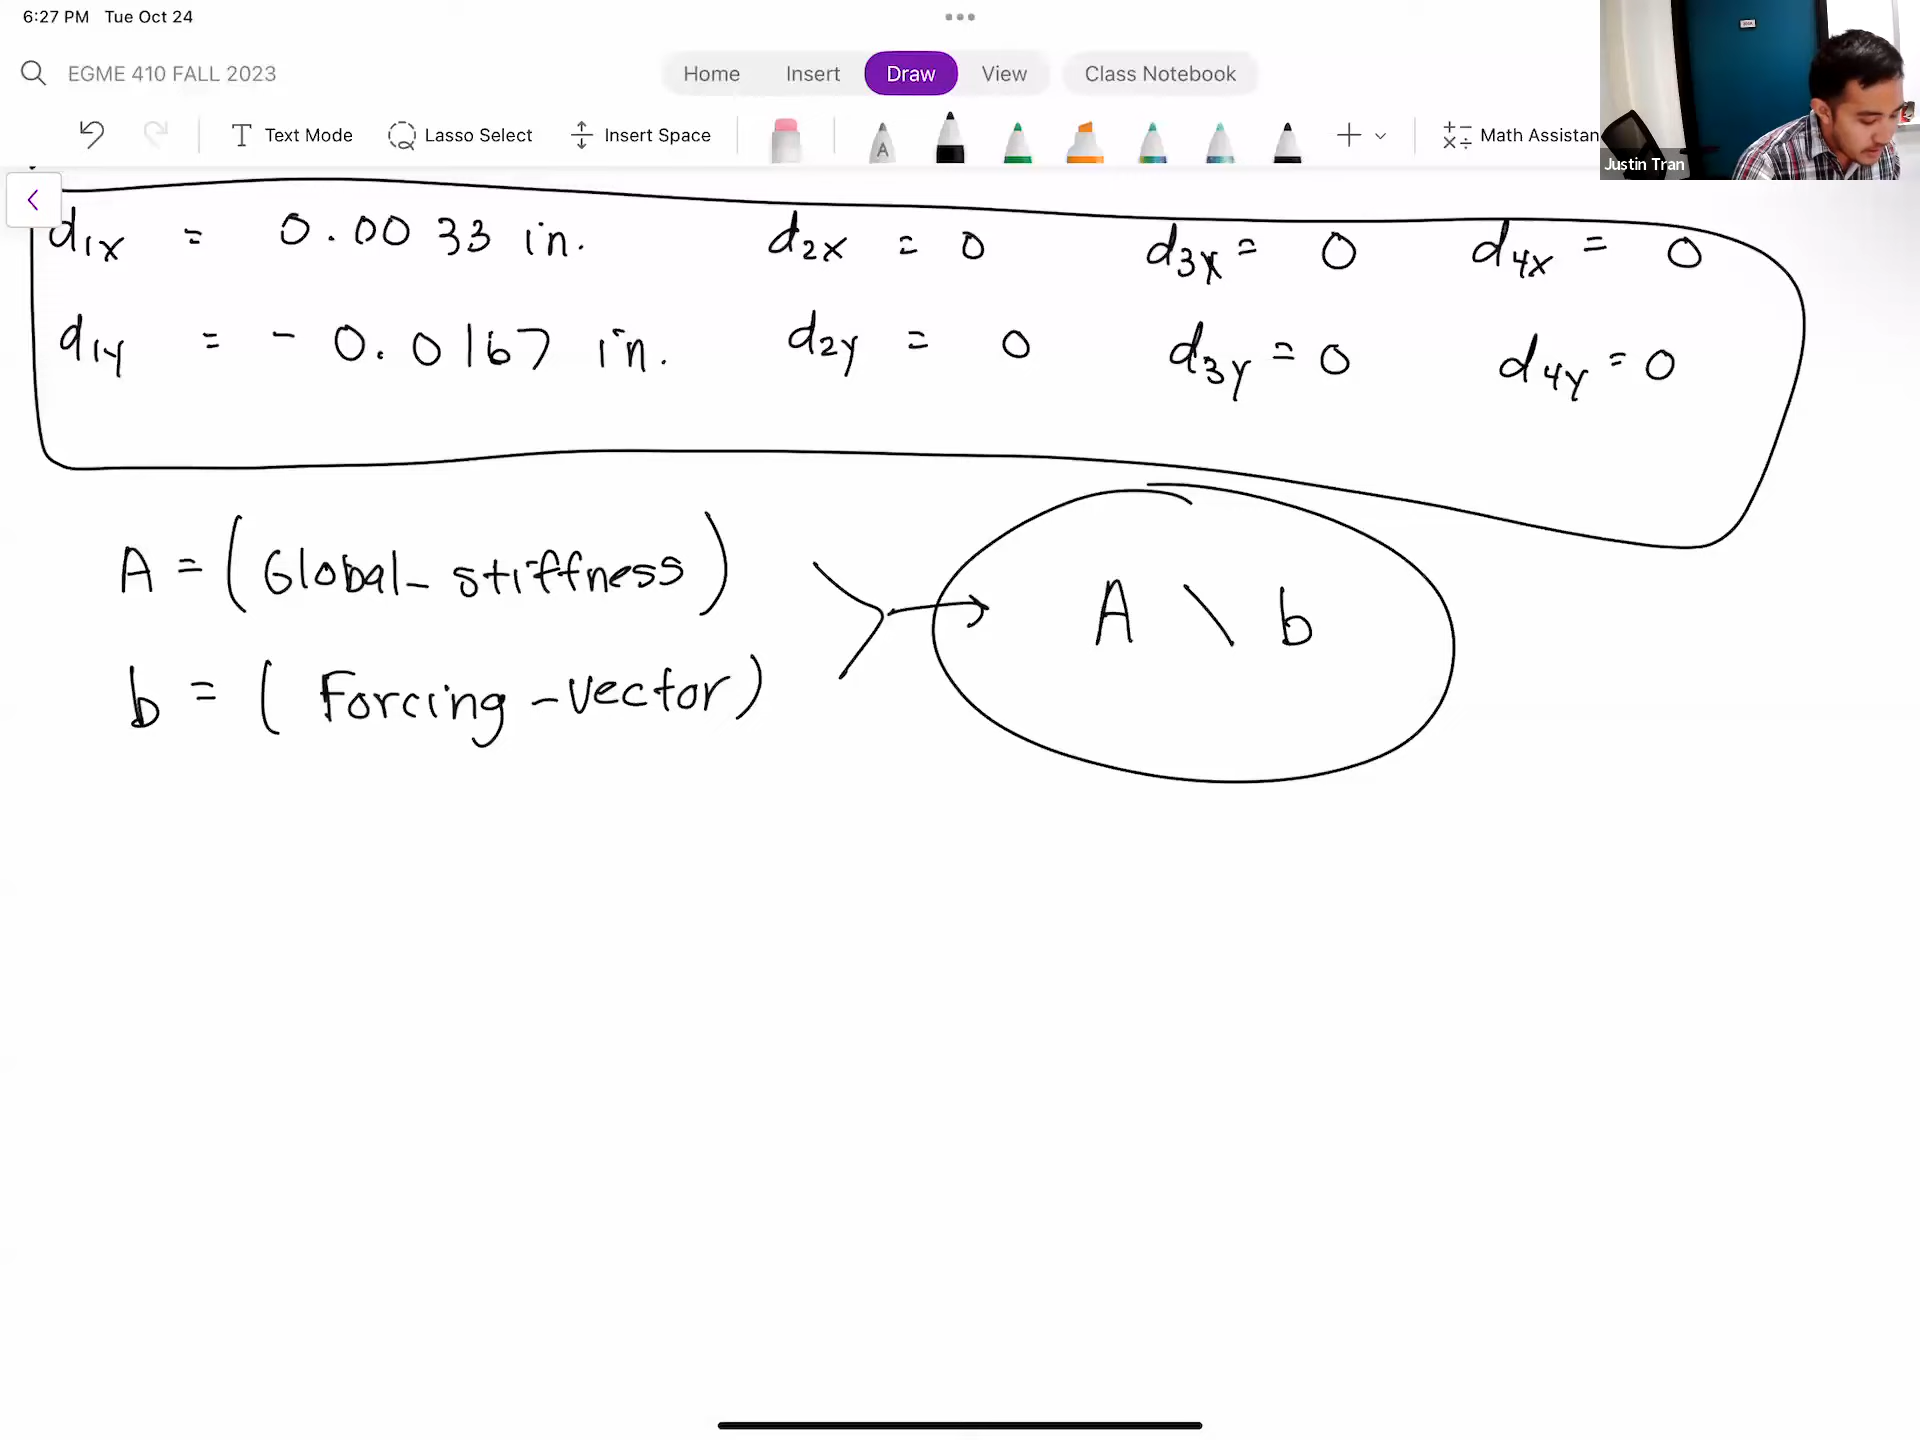 6:27 PM Tue Oct 24
EGME 410 FALL 2023
Home Insert Draw View Class Notebook
Text Mode Lasso Select Insert Space A Math Assistan
Justin Tran
d1x = 0.0033 in. d2x = 0 d3x = 0 d4x = 0
d1y = - 0.0167 in. d2y = 0 d3y = 0 d4y = 0
A = (Global_stiffness)
A \ b
b = (Forcing_vector)